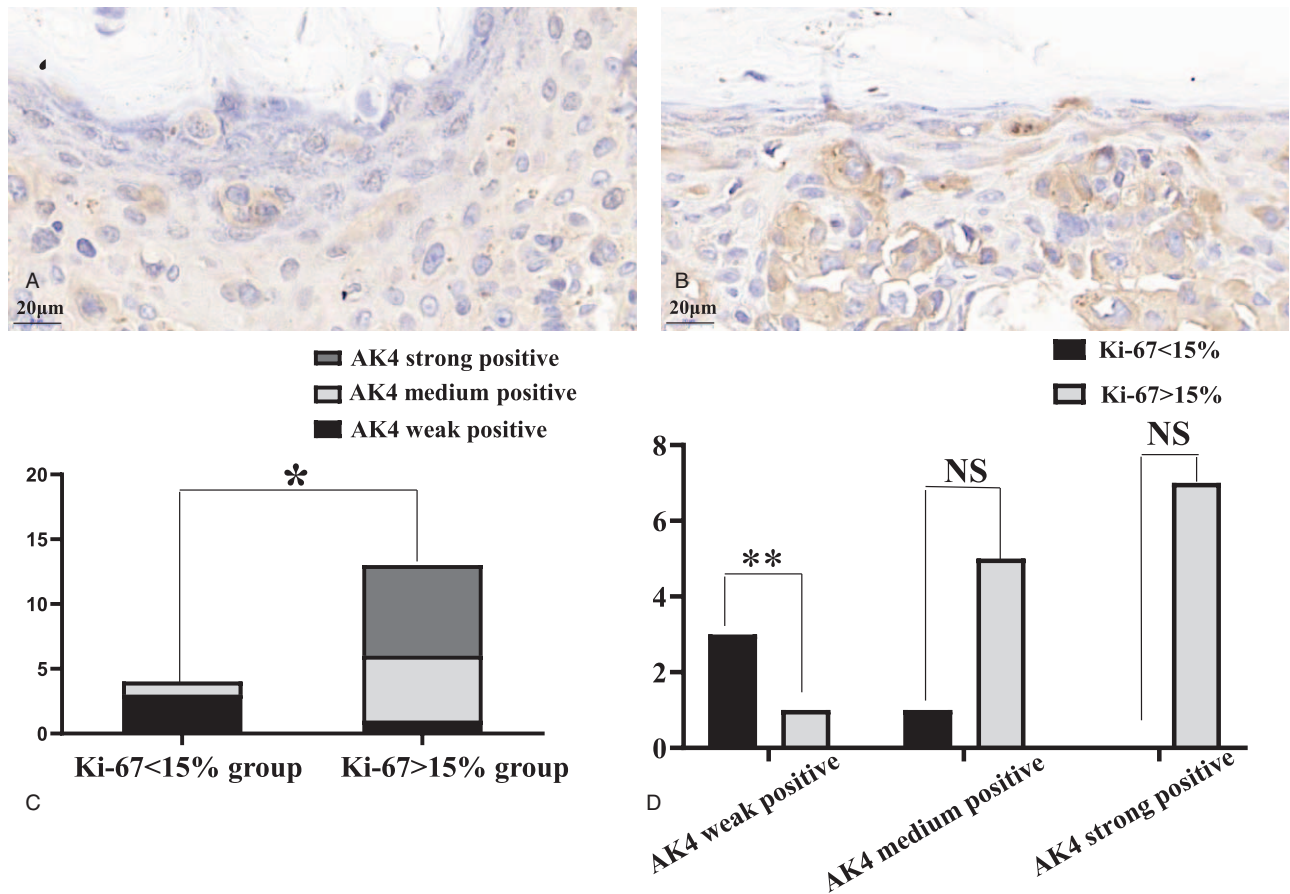 A
20μm
B
20μm
AK4 strong positive
AK4 medium positive
AK4 weak positive
20
15
10
5
0
*
Ki-67<15% group
Ki-67>15% group
C
Ki-67<15%
Ki-67>15%
8
6
4
2
0
**
NS
NS
AK4 weak positive
AK4 medium positive
AK4 strong positive
D